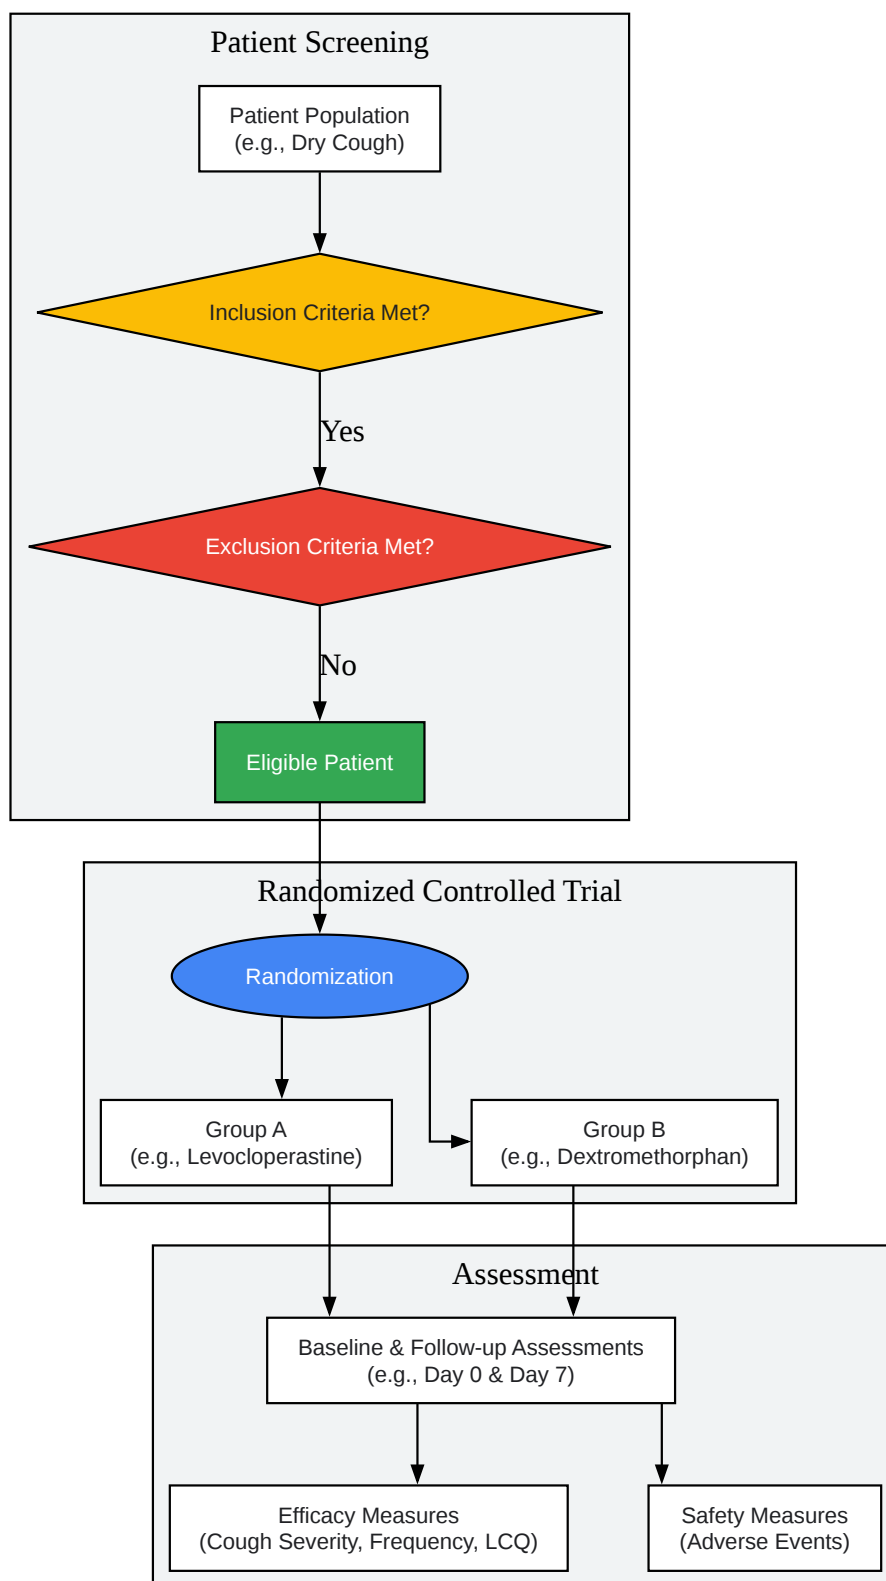 Patient Screening
Patient Population
(e.g., Dry Cough)
Inclusion Criteria Met?
Yes
Exclusion Criteria Met?
No
Eligible Patient
Randomized Controlled Trial
Randomization
Group A
(e.g., Levocloperastine)
Group B
(e.g., Dextromethorphan)
Assessment
Baseline & Follow-up Assessments
(e.g., Day 0 & Day 7)
Efficacy Measures
(Cough Severity, Frequency, LCQ)
Safety Measures
(Adverse Events)